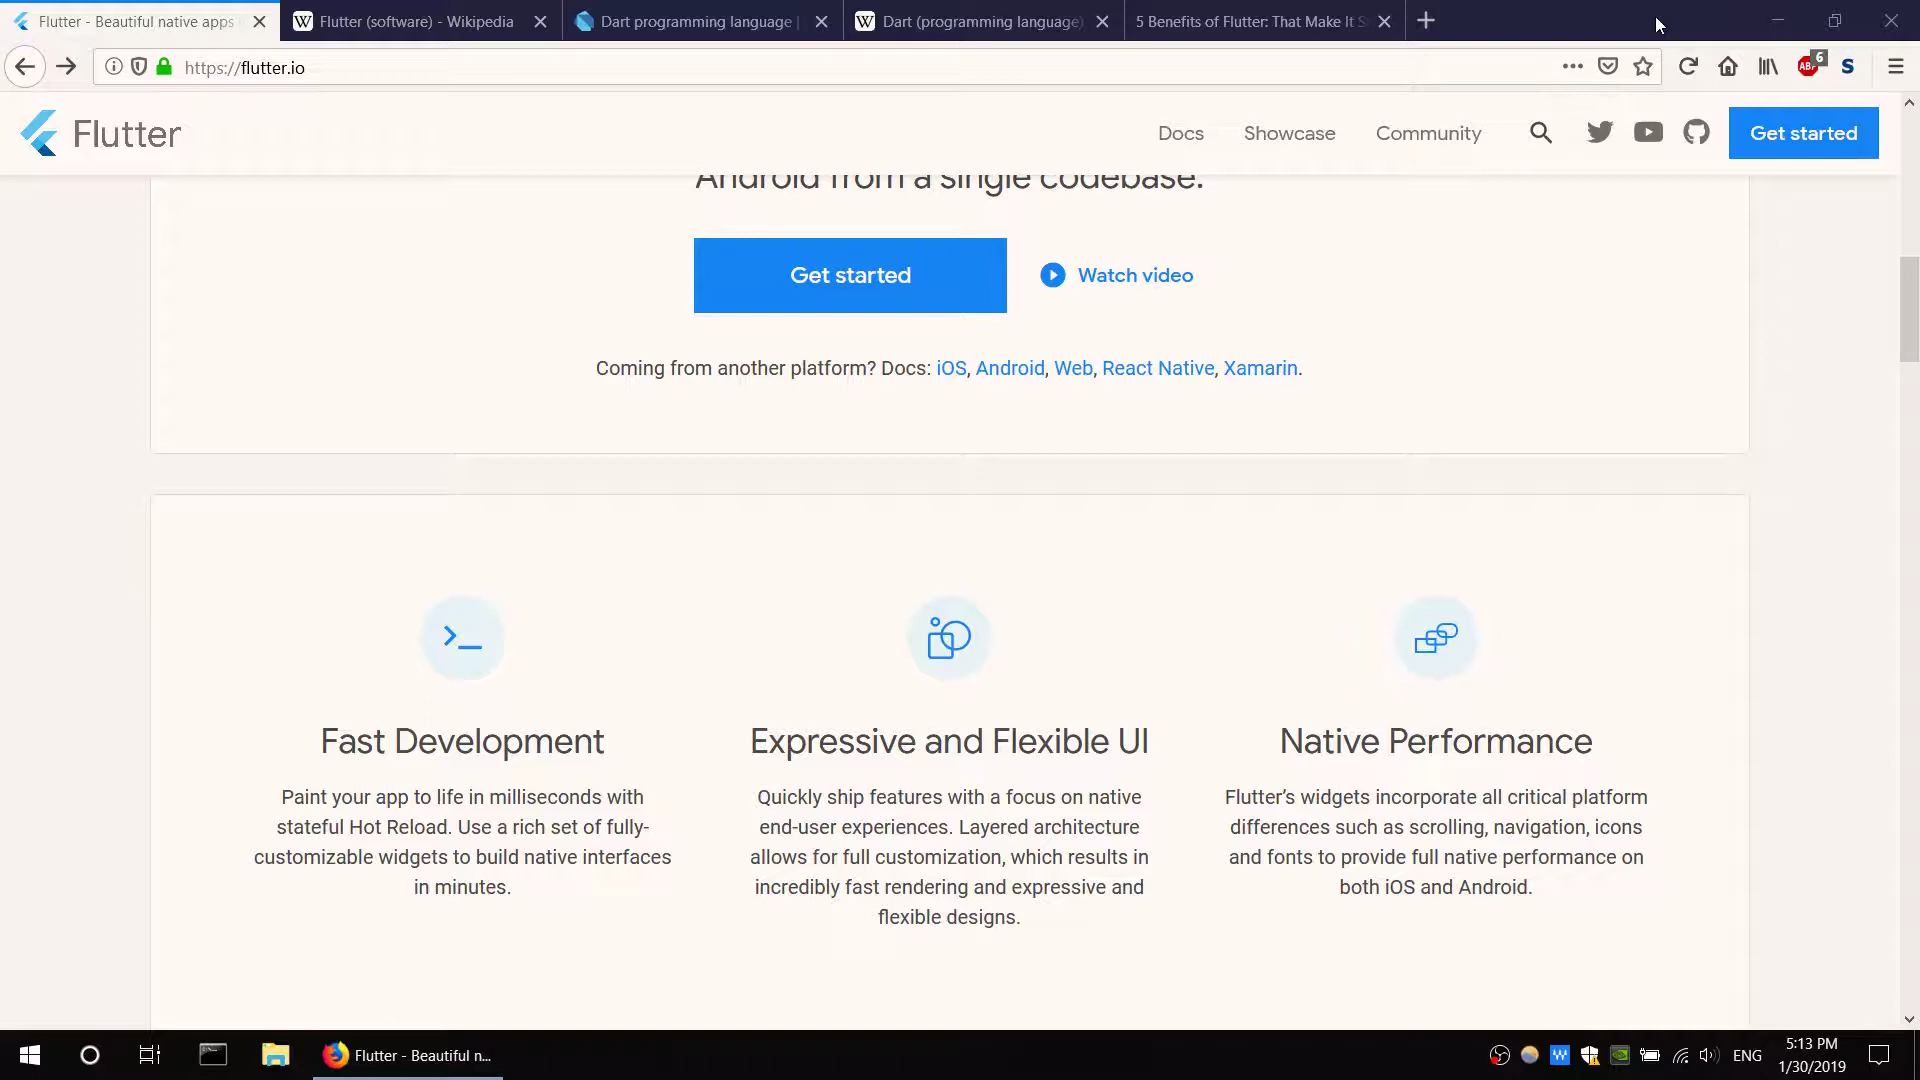 Flutter - Beautiful native apps
Flutter (software) - Wikipedia
Dart programming language |
Dart (programming language)
5 Benefits of Flutter: That Make It S
https://flutter.io
6
ABP
S
Flutter
Docs
Showcase
Community
Get started
Android from a single codebase.
Get started
Watch video
Coming from another platform? Docs: iOS, Android, Web, React Native, Xamarin.
Fast Development
Paint your app to life in milliseconds with
stateful Hot Reload. Use a rich set of fully-
customizable widgets to build native interfaces
in minutes.
Expressive and Flexible UI
Quickly ship features with a focus on native
end-user experiences. Layered architecture
allows for full customization, which results in
incredibly fast rendering and expressive and
flexible designs.
Native Performance
Flutter’s widgets incorporate all critical platform
differences such as scrolling, navigation, icons
and fonts to provide full native performance on
both iOS and Android.
Flutter - Beautiful n...
ENG
5:13 PM
1/30/2019